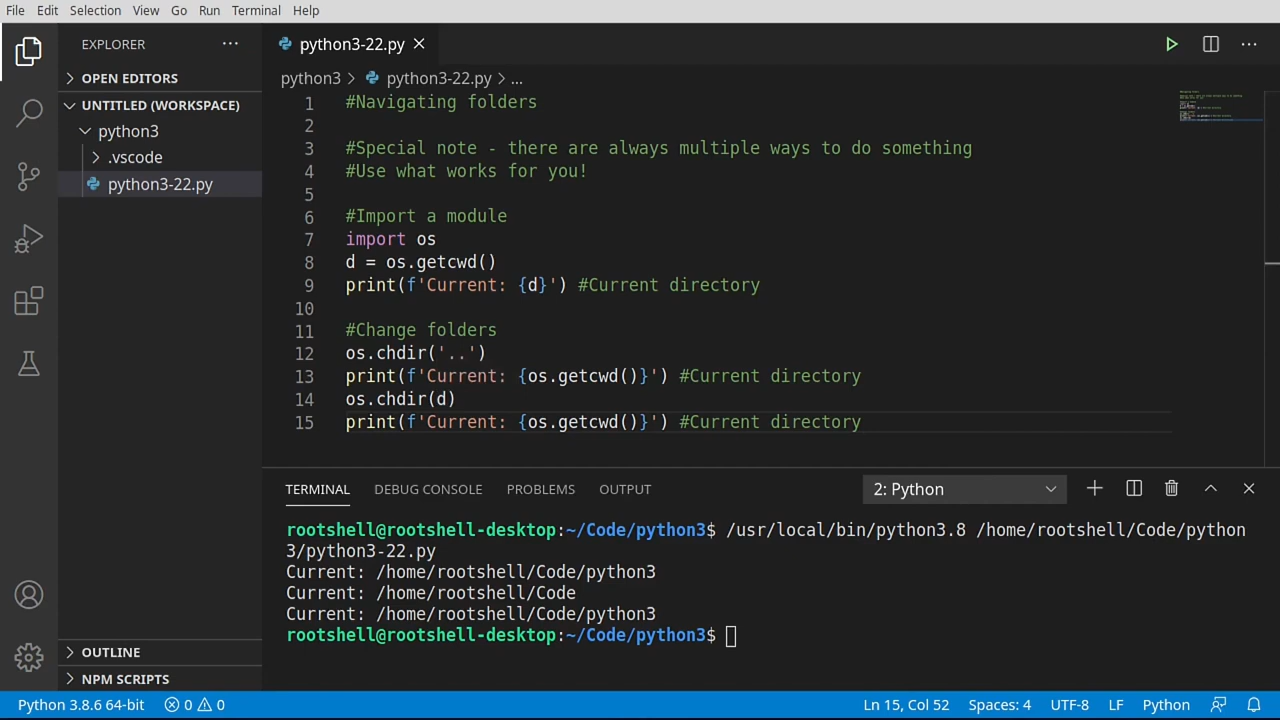 File Edit Selection View Go Run Terminal Help
EXPLORER ...
OPEN EDITORS
UNTITLED (WORKSPACE)
python3
.vscode
python3-22.py
OUTLINE
NPM SCRIPTS
python3-22.py
python3 > python3-22.py > ...
1 #Navigating folders
2
3 #Special note - there are always multiple ways to do something
4 #Use what works for you!
5
6 #Import a module
7 import os
8 d = os.getcwd()
9 print(f'Current: {d}') #Current directory
10
11 #Change folders
12 os.chdir('..')
13 print(f'Current: {os.getcwd()}') #Current directory
14 os.chdir(d)
15 print(f'Current: {os.getcwd()}') #Current directory
TERMINAL DEBUG CONSOLE PROBLEMS OUTPUT 2: Python
rootshell@rootshell-desktop:~/Code/python3$ /usr/local/bin/python3.8 /home/rootshell/Code/python
3/python3-22.py
Current: /home/rootshell/Code/python3
Current: /home/rootshell/Code
Current: /home/rootshell/Code/python3
rootshell@rootshell-desktop:~/Code/python3$
Python 3.8.6 64-bit 0 0 Ln 15, Col 52 Spaces: 4 UTF-8 LF Python